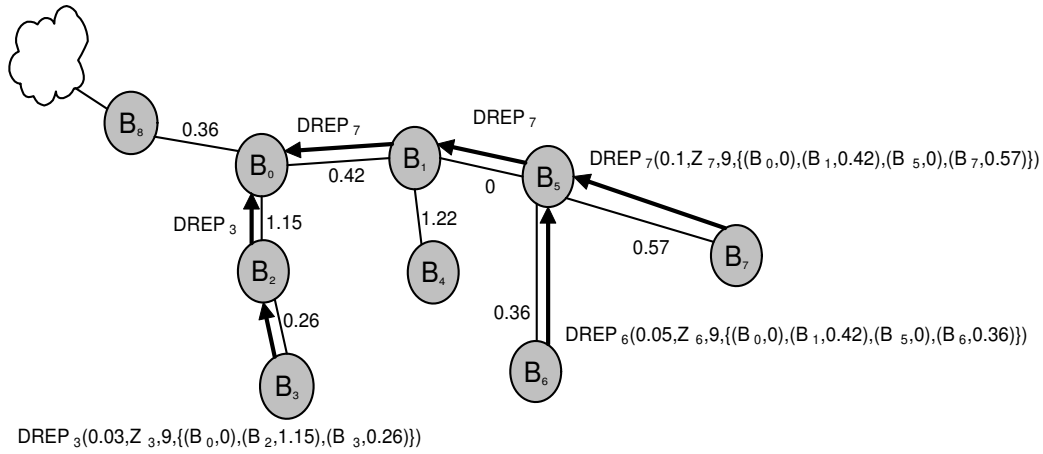 DREP 7
DREP 7
B8
0.36
B0
0.42
B1
0
B5
DREP 7(0.1,Z 7,9,{(B 0,0),(B 1,0.42),(B 5,0),(B 7,0.57)})
DREP 3
1.15
1.22
0.57
B7
B2
B4
0.26
0.36
DREP 6(0.05,Z 6,9,{(B 0,0),(B 1,0.42),(B 5,0),(B 6,0.36)})
B3
B6
DREP 3(0.03,Z 3,9,{(B 0,0),(B 2,1.15),(B 3,0.26)})